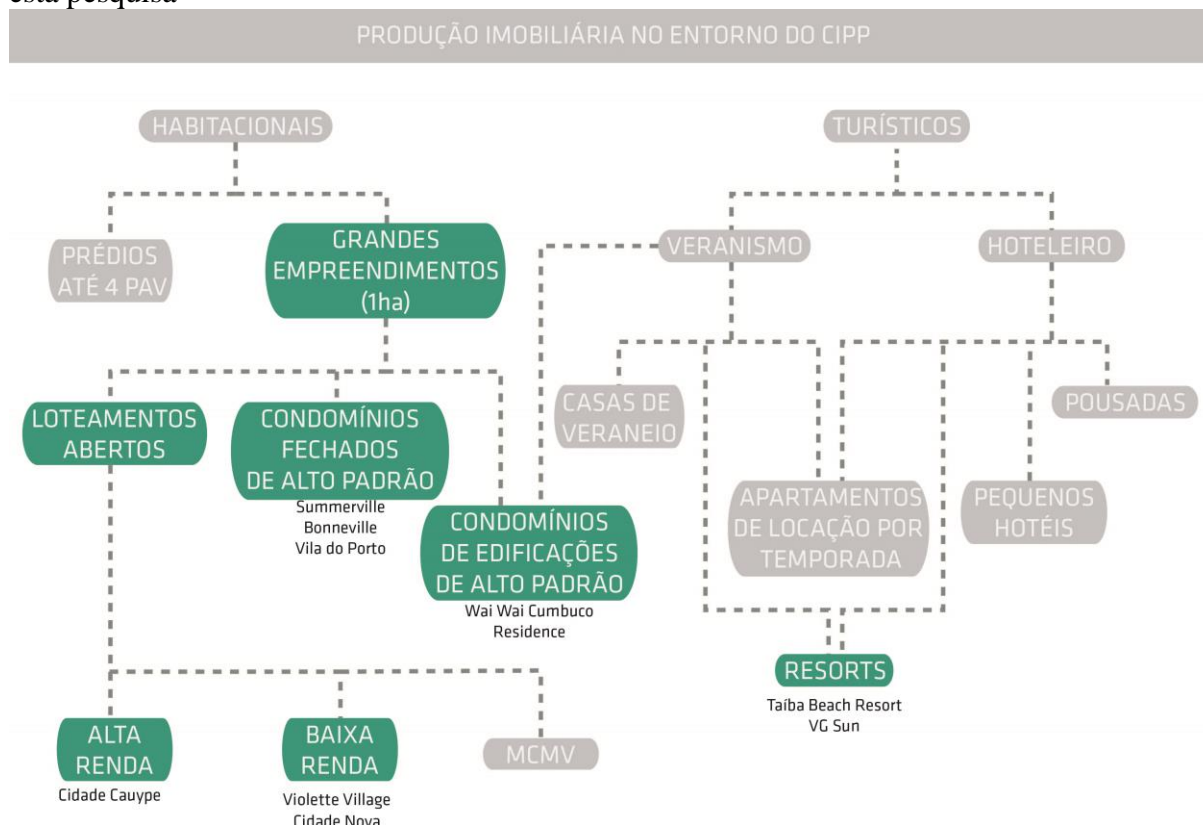 esta pesquisa
PRODUÇÃO IMOBILIÁRIA NO ENTORNO DO CIPP
HABITACIONAIS
TURÍSTICOS
PRÉDIOS
ATÉ 4 PAV
GRANDES
EMPREENDIMENTOS
(1ha)
VERANISMO
HOTELEIRO
LOTEAMENTOS
ABERTOS
CONDOMÍNIOS
FECHADOS
DE ALTO PADRÃO
Summerville
Bonneville
Vila do Porto
CONDOMÍNIOS
DE EDIFICAÇÕES
DE ALTO PADRÃO
Wai Wai Cumbuco
Residence
CASAS DE
VERANEIO
APARTAMENTOS
DE LOCAÇÃO POR
TEMPORADA
PEQUENOS
HOTÉIS
POUSADAS
RESORTS
Taíba Beach Resort
VG Sun
ALTA
RENDA
Cidade Cauype
BAIXA
RENDA
Violette Village
Cidade Nova
MCMV